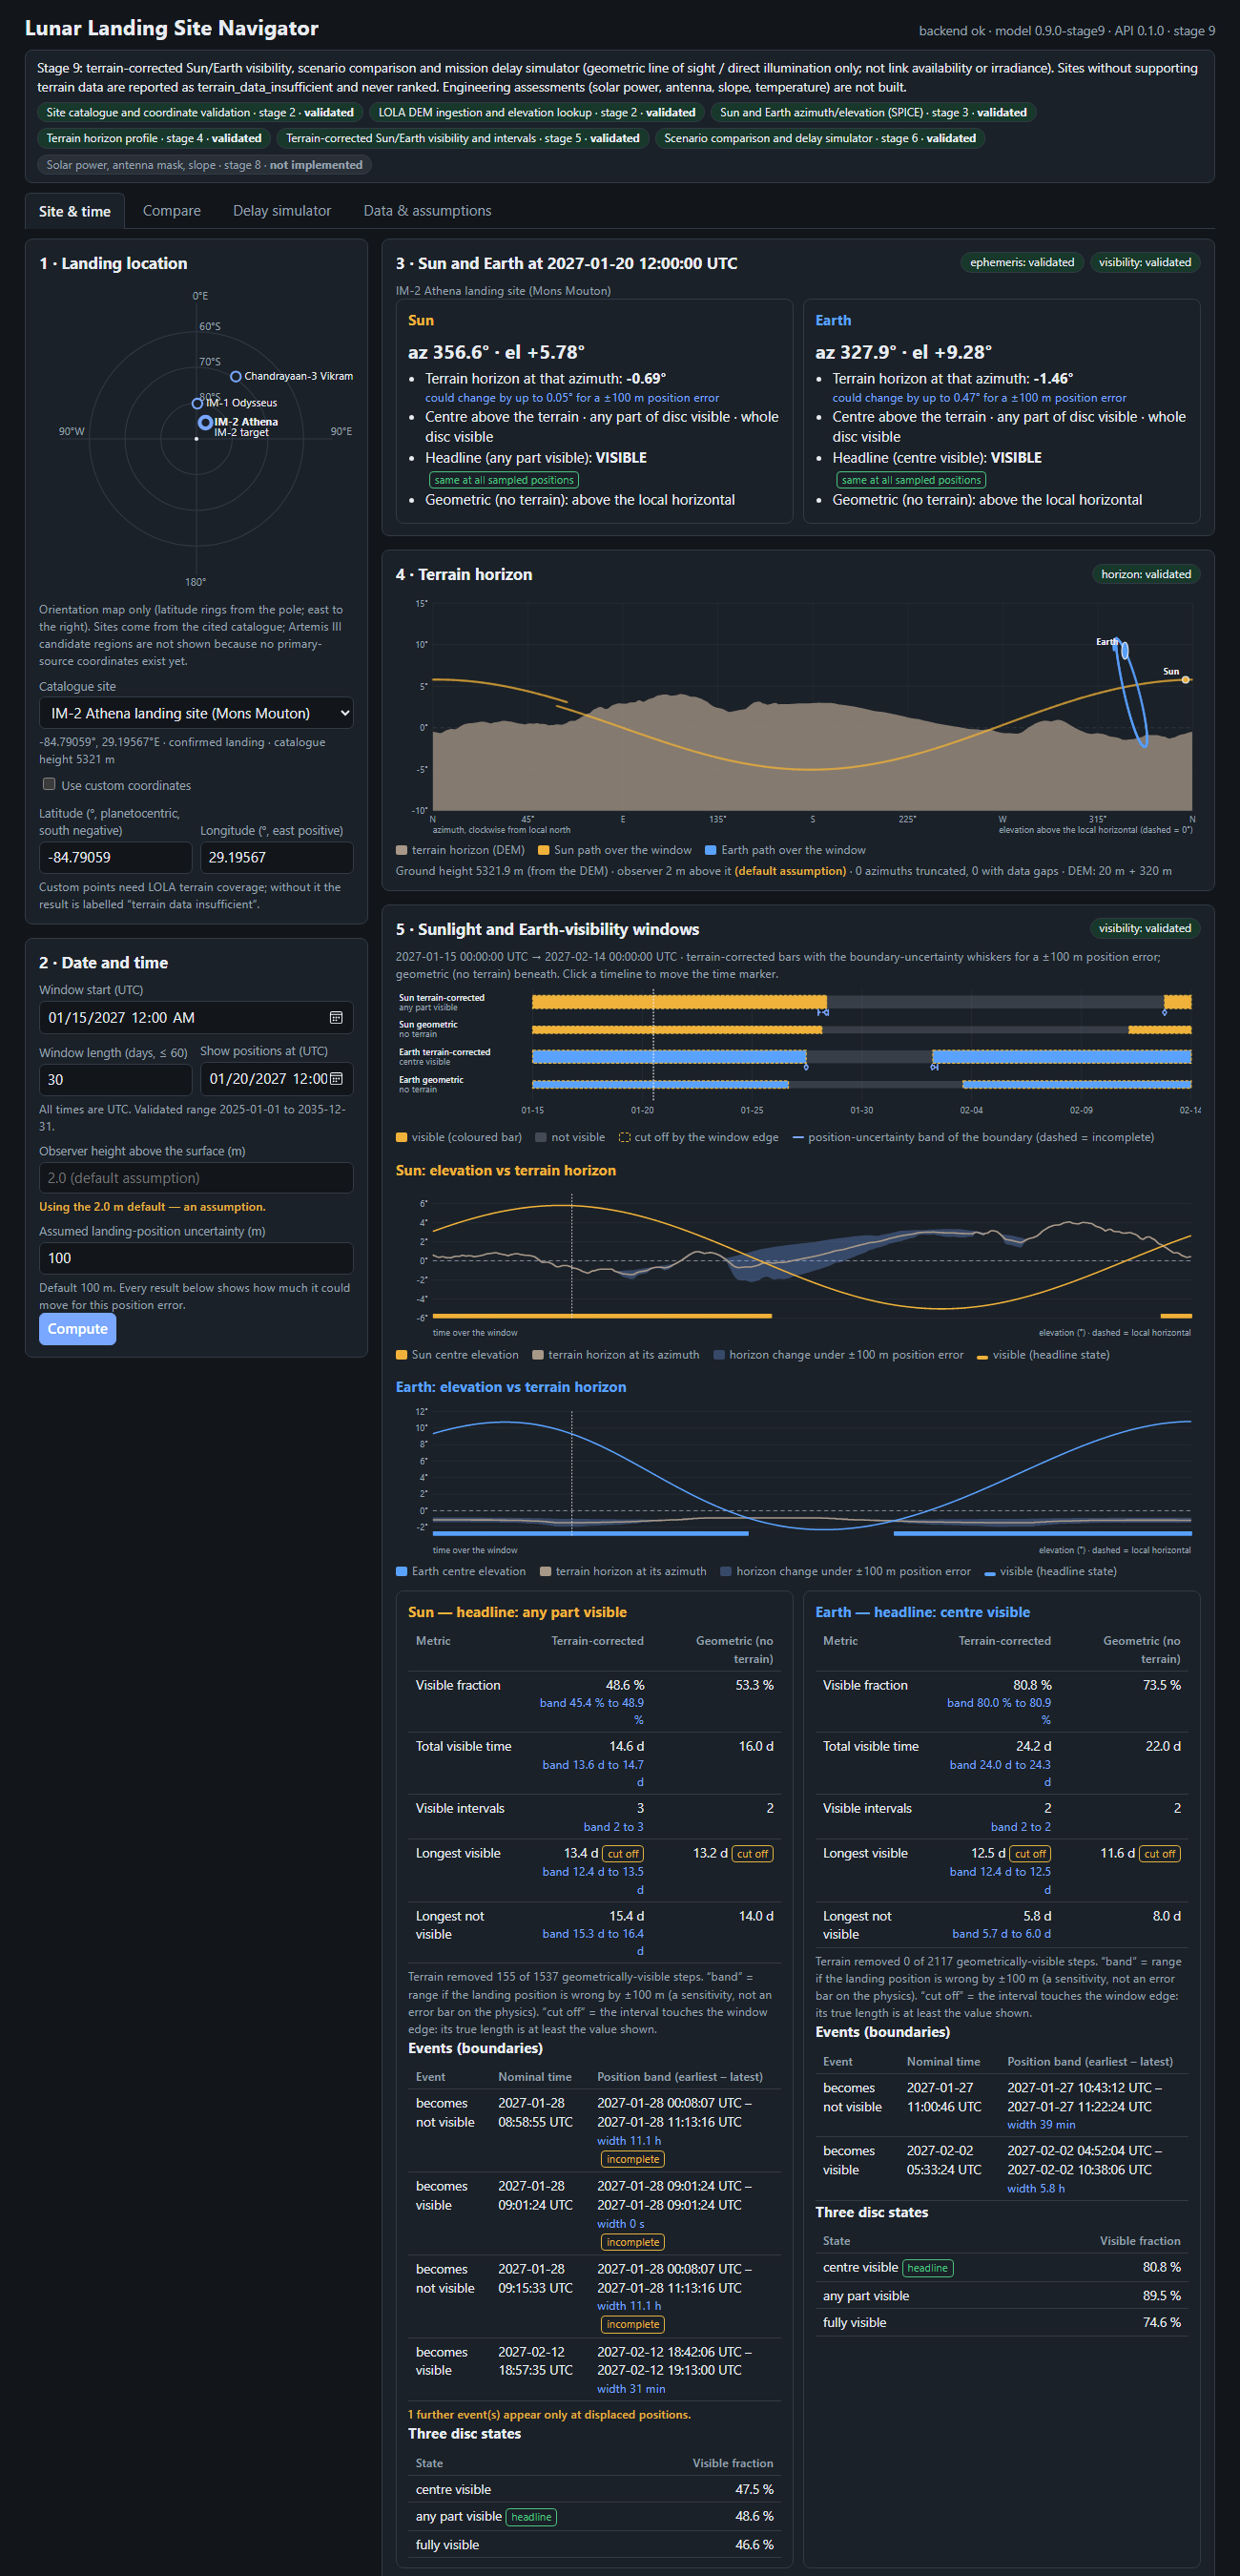 Lunar Landing Site Navigator
backend ok · model 0.9.0-stage9 · API 0.1.0 · stage 9
Stage 9: terrain-corrected Sun/Earth visibility, scenario comparison and mission delay simulator (geometric line of sight / direct illumination only; not link availability or irradiance). Sites without supporting
terrain data are reported as terrain_data_insufficient and never ranked. Engineering assessments (solar power, antenna, slope, temperature) are not built.
Site catalogue and coordinate validation · stage 2 · validated
LOLA DEM ingestion and elevation lookup · stage 2 · validated
Sun and Earth azimuth/elevation (SPICE) · stage 3 · validated
Terrain horizon profile · stage 4 · validated
Terrain-corrected Sun/Earth visibility and intervals · stage 5 · validated
Scenario comparison and delay simulator · stage 6 · validated
Solar power, antenna mask, slope · stage 8 · not implemented
Site & time
Compare
Delay simulator
Data & assumptions
1 · Landing location
0°E
60°S
70°S
Chandrayaan-3 Vikram
80°S
IM-1 Odysseus
IM-2 Athena
IM-2 target
90°W
90°E
180°
Orientation map only (latitude rings from the pole; east to
the right). Sites come from the cited catalogue; Artemis III
candidate regions are not shown because no primary-
source coordinates exist yet.
Catalogue site
IM-2 Athena landing site (Mons Mouton)
-84.79059°, 29.19567°E · confirmed landing · catalogue
height 5321 m
Use custom coordinates
Latitude (°, planetocentric,
south negative)
Longitude (°, east positive)
-84.79059
29.19567
Custom points need LOLA terrain coverage; without it the
result is labelled "terrain data insufficient".
2 · Date and time
Window start (UTC)
01/15/2027 12:00 AM
Window length (days, ≤ 60)
Show positions at (UTC)
30
01/20/2027 12:00
All times are UTC. Validated range 2025-01-01 to 2035-12-
31.
Observer height above the surface (m)
2.0 (default assumption)
Using the 2.0 m default — an assumption.
Assumed landing-position uncertainty (m)
100
Default 100 m. Every result below shows how much it could
move for this position error.
Compute
3 · Sun and Earth at 2027-01-20 12:00:00 UTC
ephemeris: validated
visibility: validated
IM-2 Athena landing site (Mons Mouton)
Sun
az 356.6° · el +5.78°
Terrain horizon at that azimuth: -0.69°
could change by up to 0.05° for a ±100 m position error
Centre above the terrain · any part of disc visible · whole
disc visible
Headline (any part visible): VISIBLE
same at all sampled positions
Geometric (no terrain): above the local horizontal
Earth
az 327.9° · el +9.28°
Terrain horizon at that azimuth: -1.46°
could change by up to 0.47° for a ±100 m position error
Centre above the terrain · any part of disc visible · whole
disc visible
Headline (centre visible): VISIBLE
same at all sampled positions
Geometric (no terrain): above the local horizontal
4 · Terrain horizon
horizon: validated
15°
10°
5°
0°
-5°
-10°
Earth
Sun
N
45°
E
135°
S
225°
W
315°
N
azimuth, clockwise from local north
elevation above the local horizontal (dashed = 0°)
terrain horizon (DEM)
Sun path over the window
Earth path over the window
Ground height 5321.9 m (from the DEM) · observer 2 m above it (default assumption) · 0 azimuths truncated, 0 with data gaps · DEM: 20 m + 320 m
5 · Sunlight and Earth-visibility windows
visibility: validated
2027-01-15 00:00:00 UTC → 2027-02-14 00:00:00 UTC · terrain-corrected bars with the boundary-uncertainty whiskers for a ±100 m position error;
geometric (no terrain) beneath. Click a timeline to move the time marker.
Sun terrain-corrected
any part visible
Sun geometric
no terrain
Earth terrain-corrected
centre visible
Earth geometric
no terrain
01-15
01-20
01-25
01-30
02-04
02-09
02-14
visible (coloured bar)
not visible
cut off by the window edge
position-uncertainty band of the boundary (dashed = incomplete)
Sun: elevation vs terrain horizon
6°
4°
2°
0°
-2°
-4°
-6°
time over the window
elevation (°) · dashed = local horizontal
Sun centre elevation
terrain horizon at its azimuth
horizon change under ±100 m position error
visible (headline state)
Earth: elevation vs terrain horizon
12°
10°
8°
6°
4°
2°
0°
-2°
time over the window
elevation (°) · dashed = local horizontal
Earth centre elevation
terrain horizon at its azimuth
horizon change under ±100 m position error
visible (headline state)
Sun — headline: any part visible
Metric
Terrain-corrected
Geometric (no
terrain)
Visible fraction
48.6 %
53.3 %
band 45.4 % to 48.9
%
Total visible time
14.6 d
16.0 d
band 13.6 d to 14.7
d
Visible intervals
3
2
band 2 to 3
Longest visible
13.4 d cut off
13.2 d cut off
band 12.4 d to 13.5
d
Longest not
visible
15.4 d
14.0 d
band 15.3 d to 16.4
d
Terrain removed 155 of 1537 geometrically-visible steps. "band" =
range if the landing position is wrong by ±100 m (a sensitivity, not an
error bar on the physics). "cut off" = the interval touches the window
edge: its true length is at least the value shown.
Events (boundaries)
Event
Nominal time
Position band (earliest – latest)
becomes
not visible
2027-01-28
08:58:55 UTC
2027-01-28 00:08:07 UTC –
2027-01-28 11:13:16 UTC
width 11.1 h
incomplete
becomes
visible
2027-01-28
09:01:24 UTC
2027-01-28 09:01:24 UTC –
2027-01-28 09:01:24 UTC
width 0 s
incomplete
becomes
not visible
2027-01-28
09:15:33 UTC
2027-01-28 00:08:07 UTC –
2027-01-28 11:13:16 UTC
width 11.1 h
incomplete
becomes
visible
2027-02-12
18:57:35 UTC
2027-02-12 18:42:06 UTC –
2027-02-12 19:13:00 UTC
width 31 min
1 further event(s) appear only at displaced positions.
Three disc states
State
Visible fraction
centre visible
47.5 %
any part visible headline
48.6 %
fully visible
46.6 %
Earth — headline: centre visible
Metric
Terrain-corrected
Geometric (no
terrain)
Visible fraction
80.8 %
73.5 %
band 80.0 % to 80.9
%
Total visible time
24.2 d
22.0 d
band 24.0 d to 24.3
d
Visible intervals
2
2
band 2 to 2
Longest visible
12.5 d cut off
11.6 d cut off
band 12.4 d to 12.5
d
Longest not
visible
5.8 d
8.0 d
band 5.7 d to 6.0 d
Terrain removed 0 of 2117 geometrically-visible steps. "band" = range
if the landing position is wrong by ±100 m (a sensitivity, not an error
bar on the physics). "cut off" = the interval touches the window edge:
its true length is at least the value shown.
Events (boundaries)
Event
Nominal time
Position band (earliest – latest)
becomes
not visible
2027-01-27
11:00:46 UTC
2027-01-27 10:43:12 UTC –
2027-01-27 11:22:24 UTC
width 39 min
becomes
visible
2027-02-02
05:33:24 UTC
2027-02-02 04:52:04 UTC –
2027-02-02 10:38:06 UTC
width 5.8 h
Three disc states
State
Visible fraction
centre visible headline
80.8 %
any part visible
89.5 %
fully visible
74.6 %